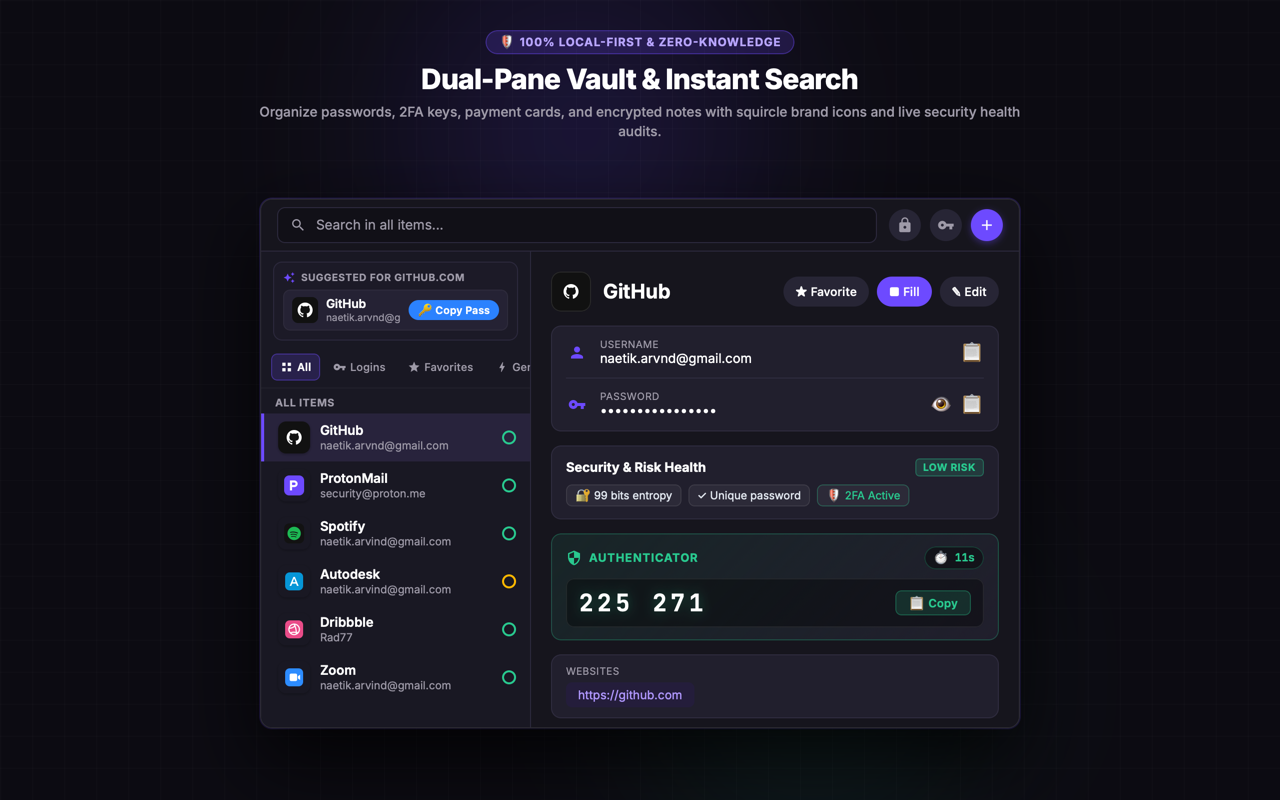 100% LOCAL-FIRST & ZERO-KNOWLEDGE
Dual-Pane Vault & Instant Search
Organize passwords, 2FA keys, payment cards, and encrypted notes with squircle brand icons and live security health
audits.
Search in all items...
SUGGESTED FOR GITHUB.COM
GitHub
naetik.arvnd@g
Copy Pass
All
Logins
Favorites
Ger
ALL ITEMS
GitHub
naetik.arvnd@gmail.com
ProtonMail
security@proton.me
Spotify
naetik.arvind@gmail.com
Autodesk
naetik.arvind@gmail.com
Dribbble
Rad77
Zoom
naetik.arvind@gmail.com
GitHub
Favorite
Fill
Edit
USERNAME
naetik.arvnd@gmail.com
PASSWORD
••••••••••••••••
Security & Risk Health
LOW RISK
99 bits entropy
✓ Unique password
2FA Active
AUTHENTICATOR
11s
225 271
Copy
WEBSITES
https://github.com